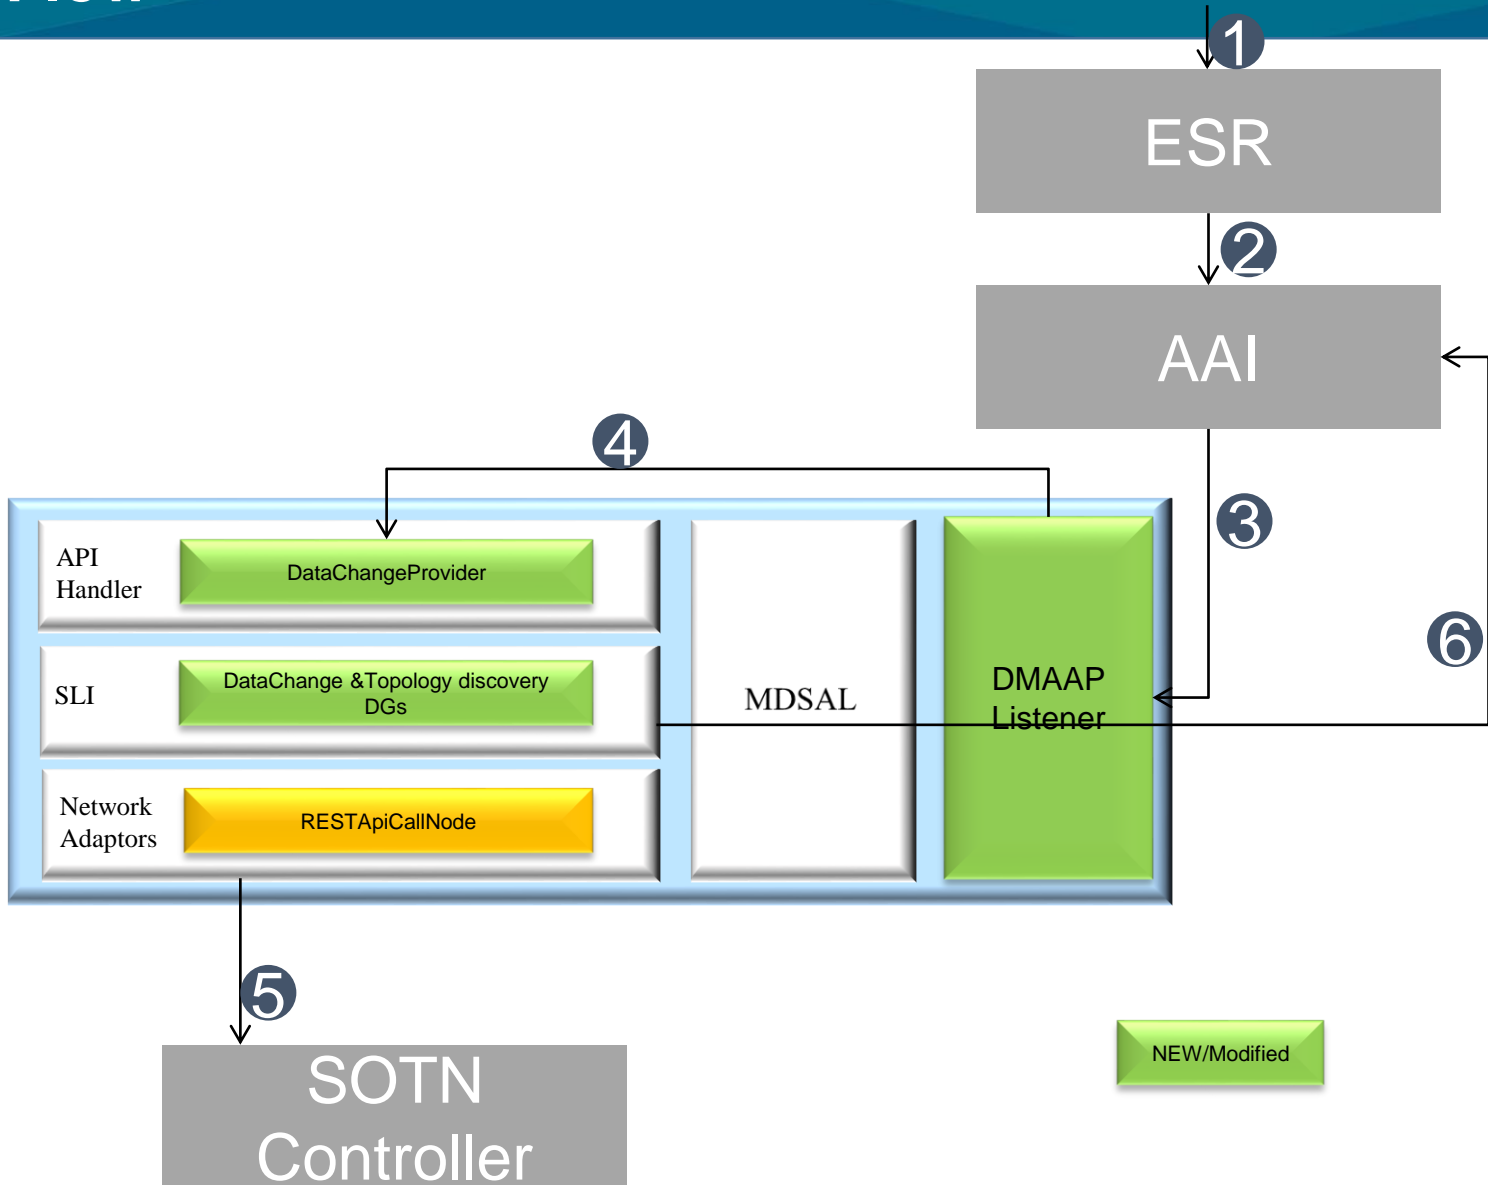 1
ESR
2
AAI
4
3
API
Handler
DataChangeProvider
SLI
DataChange &Topology discovery
DGs
MDSAL
DMAAP
Listener
6
Network
Adaptors
RESTApiCallNode
5
SOTN
Controller
NEW/Modified